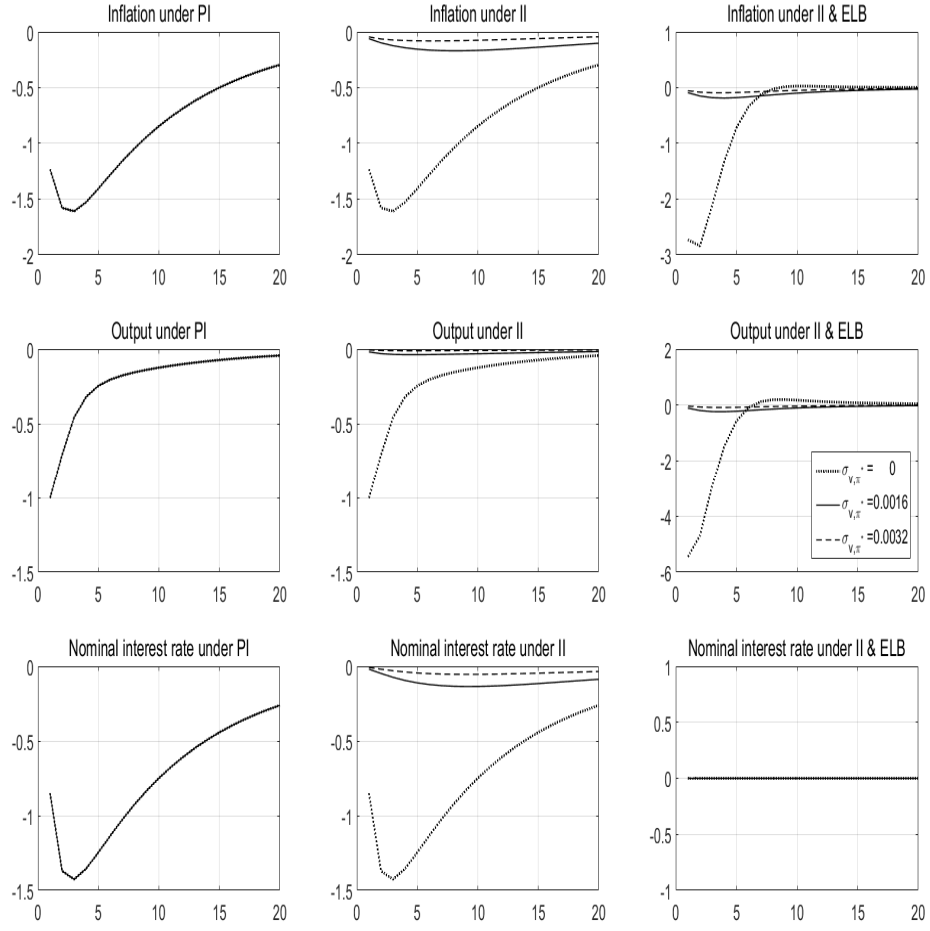 Inflation under PI
0
-0.5
-1
-1.5
-2
0 5 10 15 20
Inflation under II
0
-0.5
-1
-1.5
-2
0 5 10 15 20
Inflation under II & ELB
1
0
-1
-2
-3
0 5 10 15 20
Output under PI
0
-0.5
-1
-1.5
0 5 10 15 20
Output under II
0
-0.5
-1
-1.5
0 5 10 15 20
Output under II & ELB
2
0
-2
-4
-6
0 5 10 15 20
σv,π* = 0
σv,π* =0.0016
σv,π* =0.0032
Nominal interest rate under PI
0
-0.5
-1
-1.5
0 5 10 15 20
Nominal interest rate under II
0
-0.5
-1
-1.5
0 5 10 15 20
Nominal interest rate under II & ELB
1
0.5
0
-0.5
-1
0 5 10 15 20